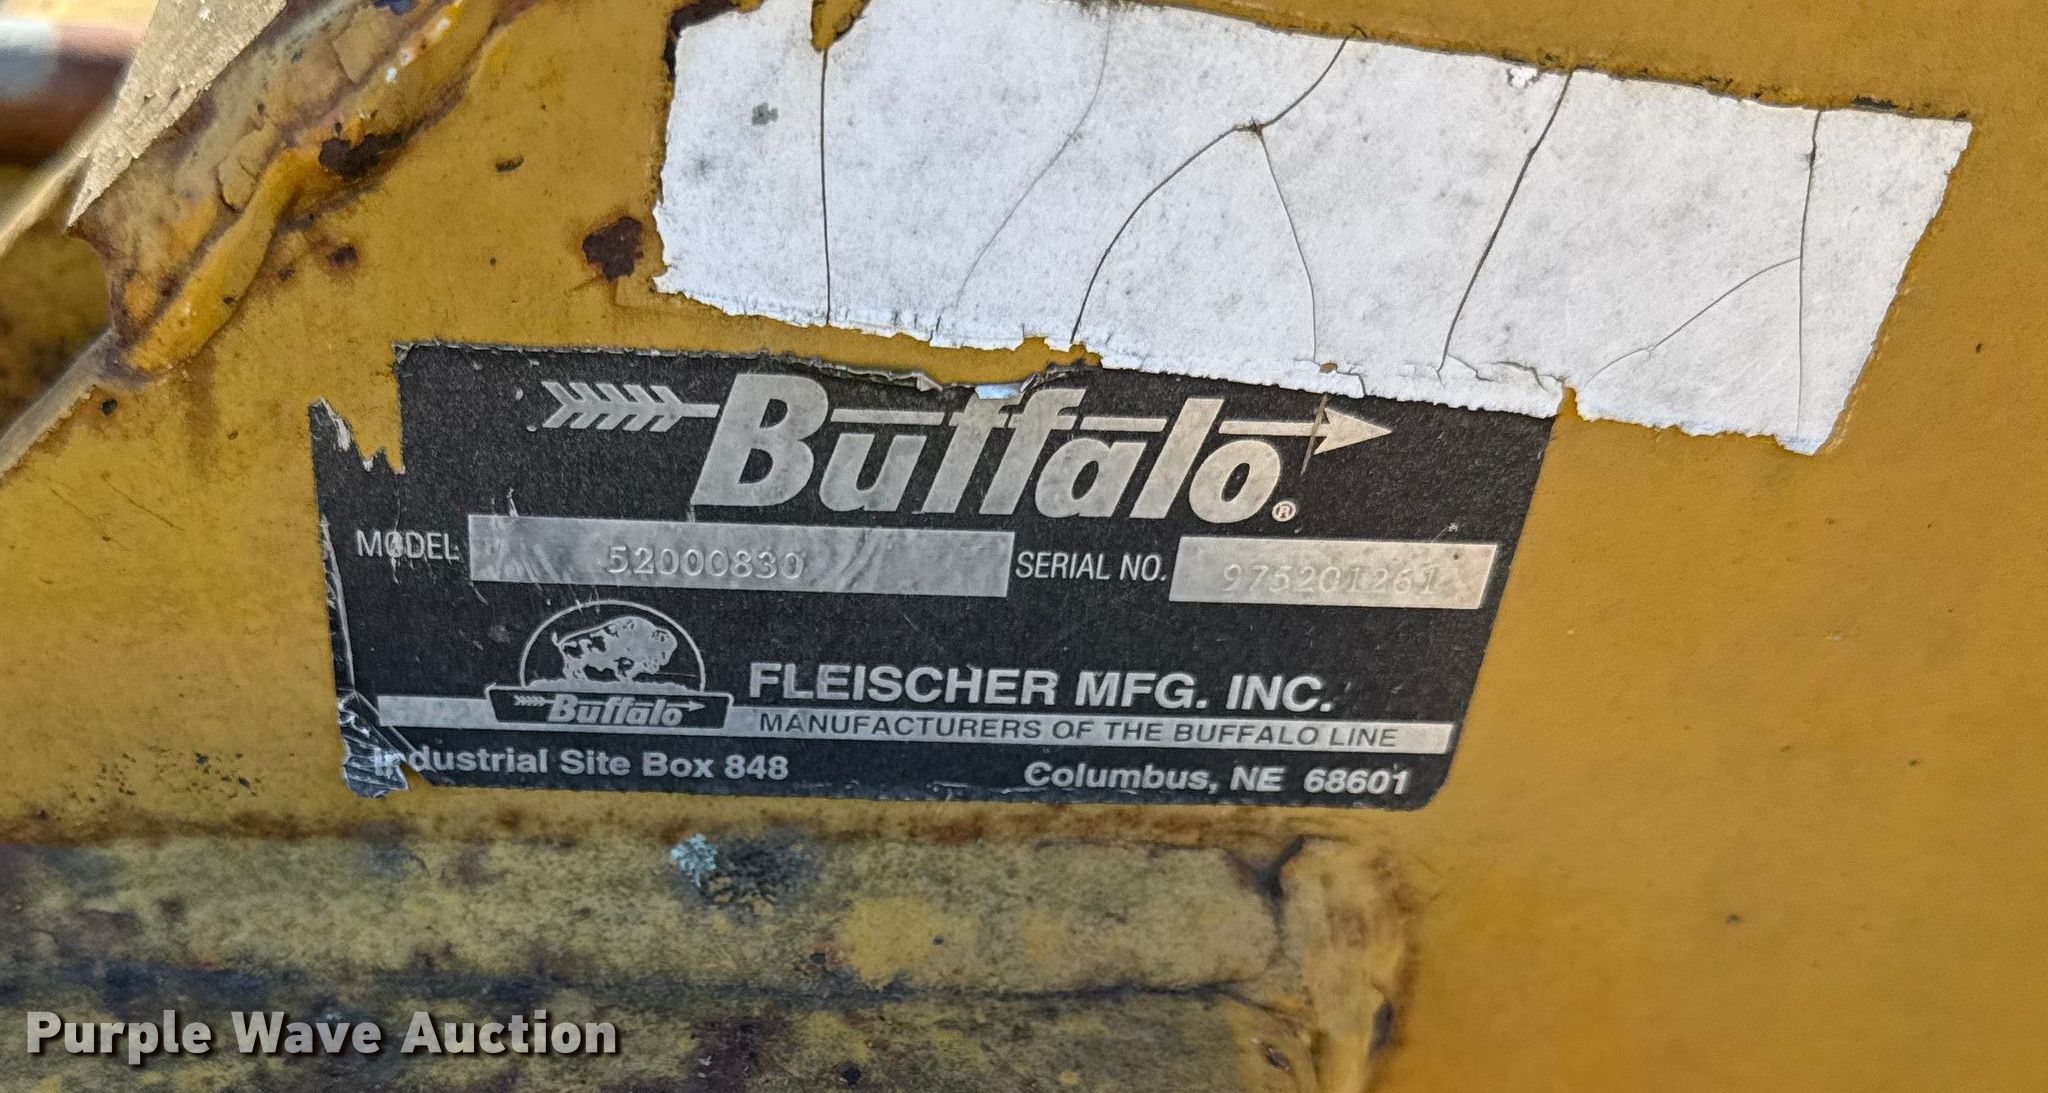 Buffalo®
MODEL 52000830 SERIAL NO. 975201261
FLEISCHER MFG. INC.
Buffalo
MANUFACTURERS OF THE BUFFALO LINE
Industrial Site Box 848 Columbus, NE 68601
Purple Wave Auction